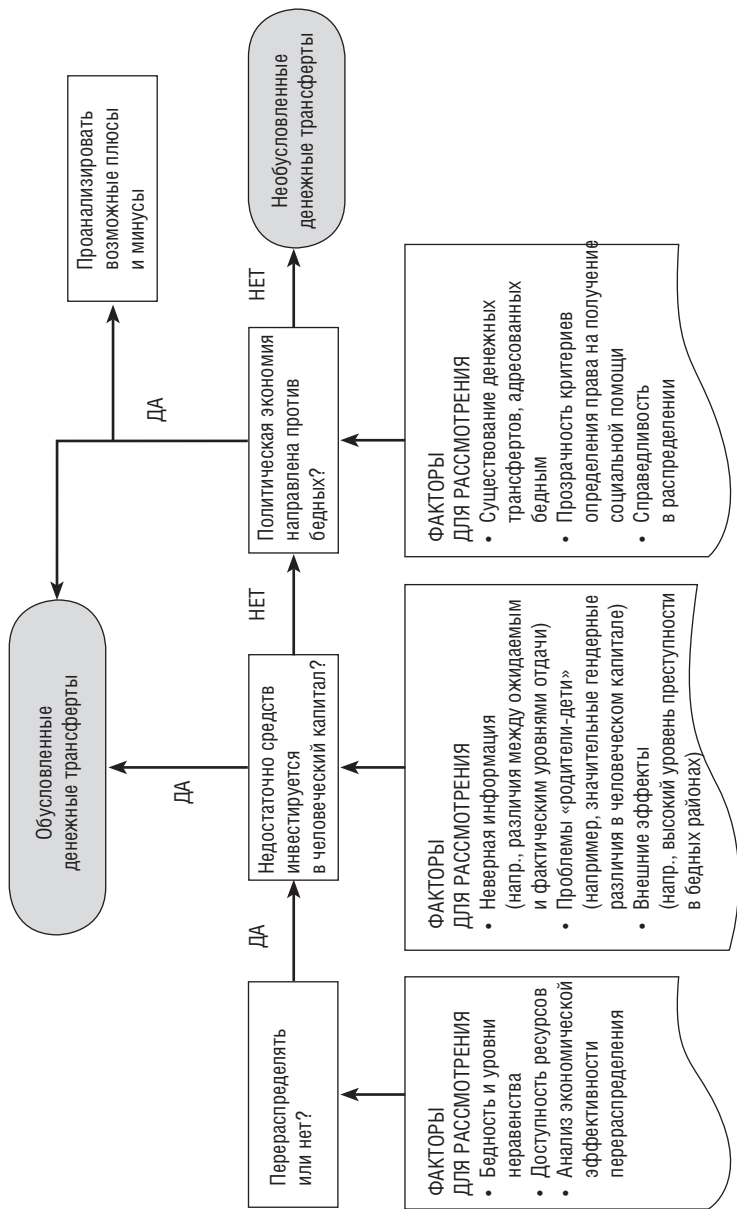 Обусловленные
денежные трансферты
Проанализировать
возможные плюсы
и минусы
ДА
ДА
Перераспределять
или нет?
ДА
Недостаточно средств
инвестируется
в человеческий капитал?
НЕТ
Политическая экономия
направлена против
бедных?
НЕТ
Необусловленные
денежные трансферты
ФАКТОРЫ
ДЛЯ РАССМОТРЕНИЯ
• Бедность и уровни
неравенства
• Доступность ресурсов
• Анализ экономической
эффективности
перераспределения
ФАКТОРЫ
ДЛЯ РАССМОТРЕНИЯ
• Неверная информация
(напр., различия между ожидаемым
и фактическим уровнями отдачи)
• Проблемы «родители-дети»
(например, значительные гендерные
различия в человеческом капитале)
• Внешние эффекты
(напр., высокий уровень преступности
в бедных районах)
ФАКТОРЫ
ДЛЯ РАССМОТРЕНИЯ
• Существование денежных
трансфертов, адресованных
бедным
• Прозрачность критериев
определения права на получение
социальной помощи
• Справедливость
в распределении